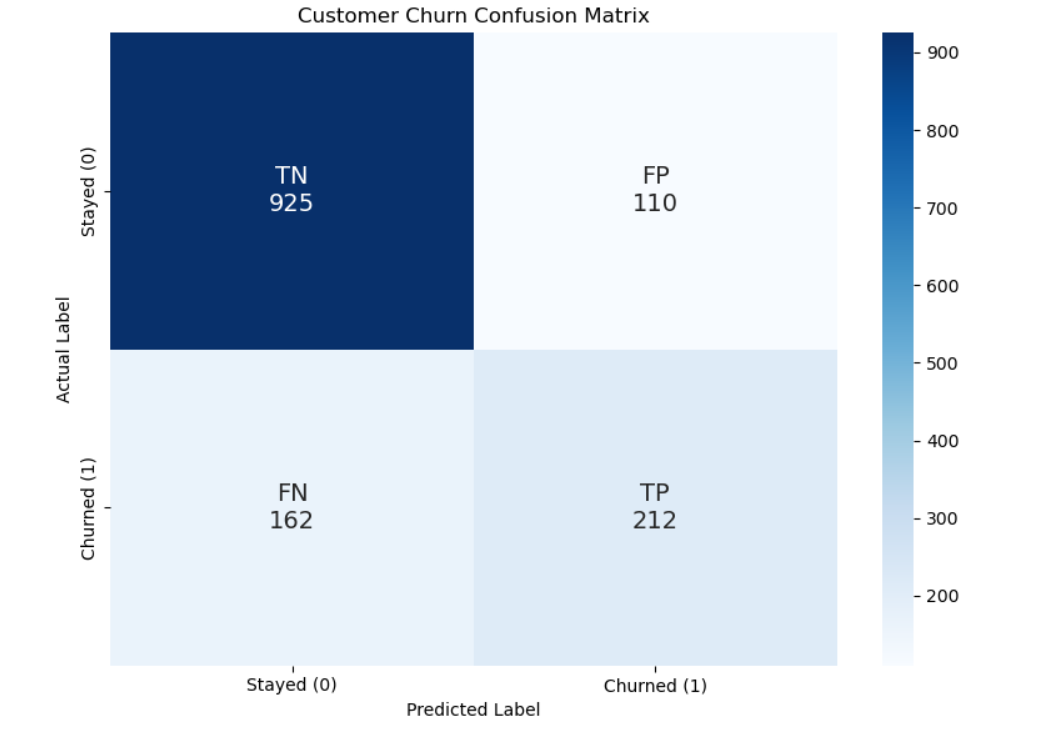 Customer Churn Confusion Matrix
Actual Label
Stayed (0)
Churned (1)
TN
925
FP
110
FN
162
TP
212
Stayed (0)
Churned (1)
Predicted Label
900
800
700
600
500
400
300
200